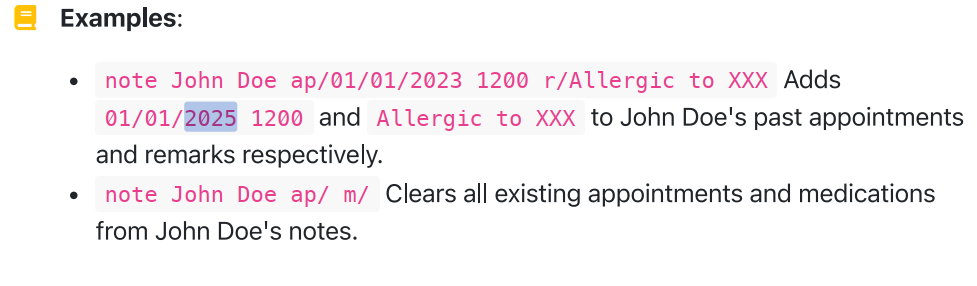 Examples:
• note John Doe ap/01/01/2023 1200 r/Allergic to XXX Adds
01/01/2025 1200 and Allergic to XXX to John Doe's past appointments
and remarks respectively.
• note John Doe ap/ m/ Clears all existing appointments and medications
from John Doe's notes.